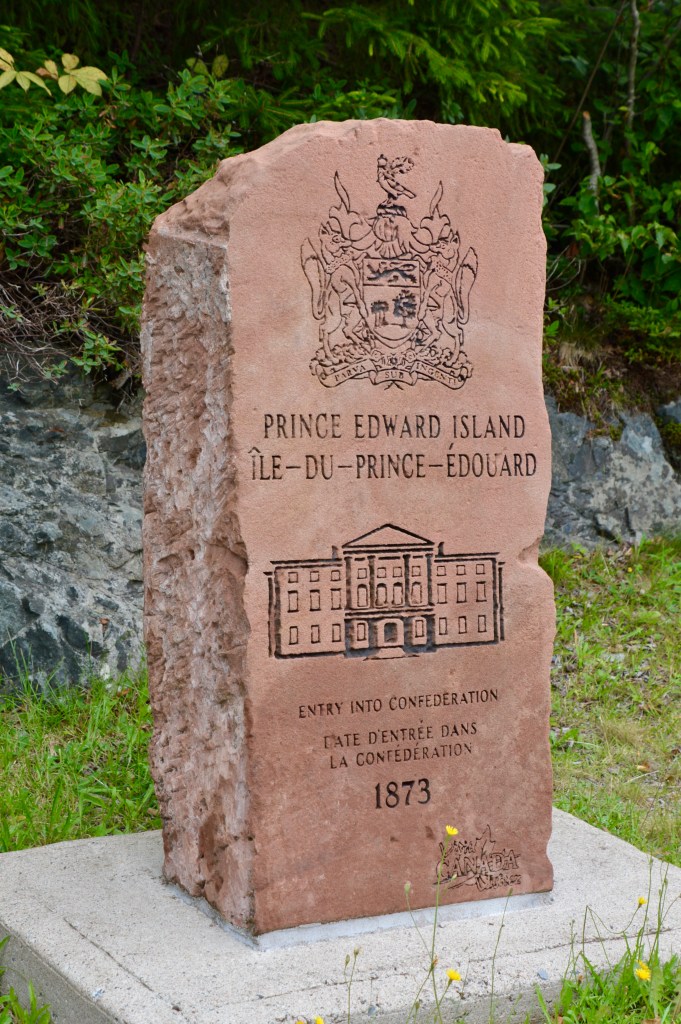 PARVA SUB INGENTI
PRINCE EDWARD ISLAND
ÎLE-DU-PRINCE-ÉDOUARD
ENTRY INTO CONFEDERATION
DATE D'ENTRÉE DANS
LA CONFÉDÉRATION
1873
CANADA